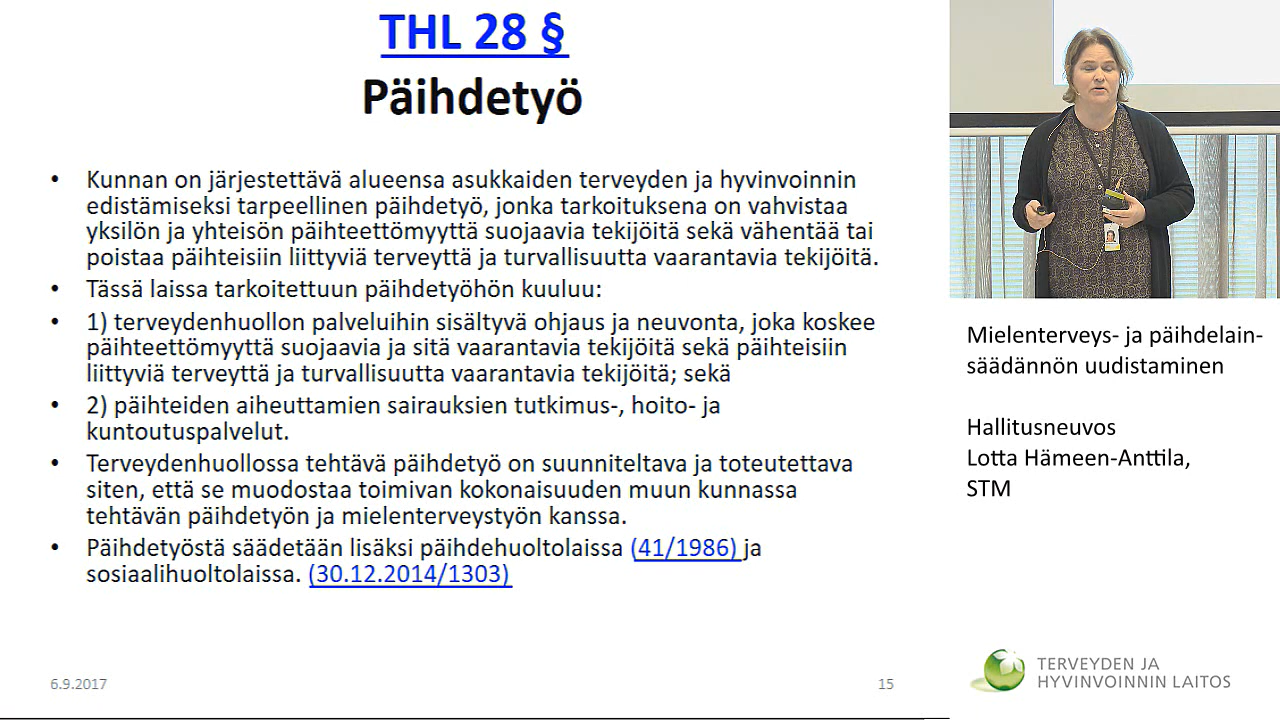 THL 28 §
Päihdetyö
• Kunnan on järjestettävä alueensa asukkaiden terveyden ja hyvinvoinnin
edistämiseksi tarpeellinen päihdetyö, jonka tarkoituksena on vahvistaa
yksilön ja yhteisön päihteettömyyttä suojaavia tekijöitä sekä vähentää tai
poistaa päihteisiin liittyviä terveyttä ja turvallisuutta vaarantavia tekijöitä.
• Tässä laissa tarkoitettuun päihdetyöhön kuuluu:
• 1) terveydenhuollon palveluihin sisältyvä ohjaus ja neuvonta, joka koskee
päihteettömyyttä suojaavia ja sitä vaarantavia tekijöitä sekä päihteisiin
liittyviä terveyttä ja turvallisuutta vaarantavia tekijöitä; sekä
• 2) päihteiden aiheuttamien sairauksien tutkimus-, hoito- ja
kuntoutuspalvelut.
• Terveydenhuollossa tehtävä päihdetyö on suunniteltava ja toteutettava
siten, että se muodostaa toimivan kokonaisuuden muun kunnassa
tehtävän päihdetyön ja mielenterveystyön kanssa.
• Päihdetyöstä säädetään lisäksi päihdehuoltolaissa (41/1986) ja
sosiaalihuoltolaissa. (30.12.2014/1303)
6.9.2017
15
Mielenterveys- ja päihdelain-
säädännön uudistaminen
Hallitusneuvos
Lotta Hämeen-Anttila,
STM
TERVEYDEN JA
HYVINVOINNIN LAITOS